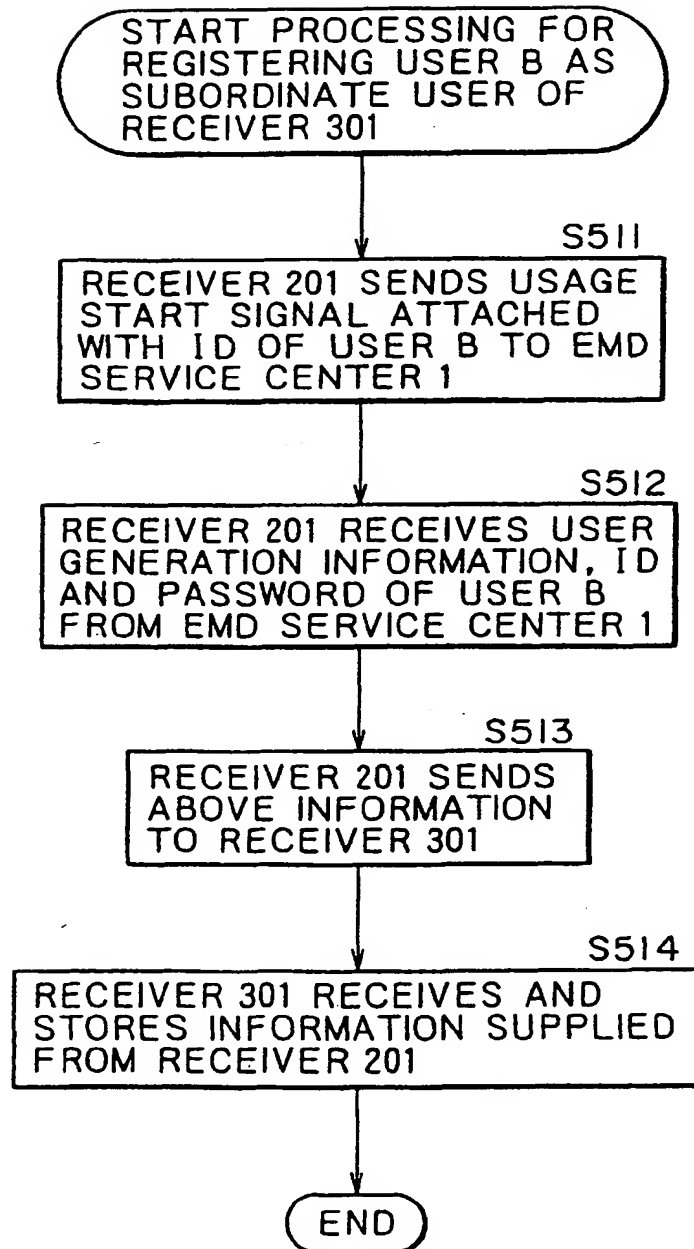 START PROCESSING FOR
REGISTERING USER B AS
SUBORDINATE USER OF
RECEIVER 301
S511
RECEIVER 201 SENDS USAGE
START SIGNAL ATTACHED
WITH ID OF USER B TO EMD
SERVICE CENTER 1
S512
RECEIVER 201 RECEIVES USER
GENERATION INFORMATION, ID
AND PASSWORD OF USER B
FROM EMD SERVICE CENTER 1
S513
RECEIVER 201 SENDS
ABOVE INFORMATION
TO RECEIVER 301
S514
RECEIVER 301 RECEIVES AND
STORES INFORMATION SUPPLIED
FROM RECEIVER 201
END